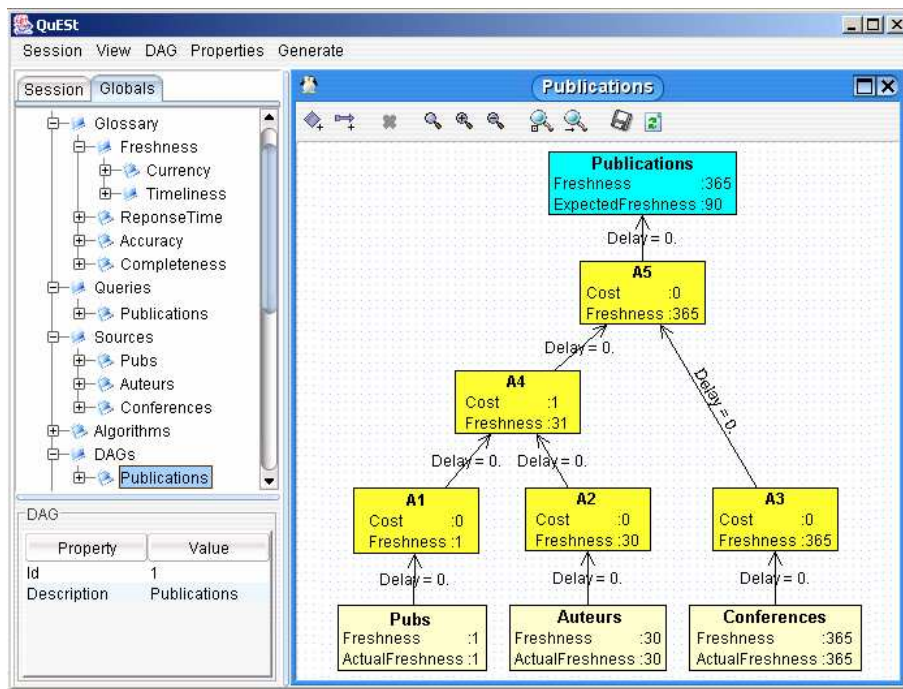 QuESt
Session View DAG Properties Generate
Session Globals
Glossary
Freshness
Currency
Timeliness
ReponseTime
Accuracy
Completeness
Queries
Publications
Sources
Pubs
Auteurs
Conferences
Algorithms
DAGs
Publications
DAG
Property Value
Id 1
Description Publications
Publications
Publications
Freshness :365
ExpectedFreshness :90
Delay = 0.
A5
Cost :0
Freshness :365
Delay = 0.
Delay = 0.
A4
Cost :1
Freshness :31
Delay = 0. Delay = 0.
A1
Cost :0
Freshness :1
A2
Cost :0
Freshness :30
A3
Cost :0
Freshness :365
Delay = 0. Delay = 0. Delay = 0.
Pubs
Freshness :1
ActualFreshness :1
Auteurs
Freshness :30
ActualFreshness :30
Conferences
Freshness :365
ActualFreshness :365